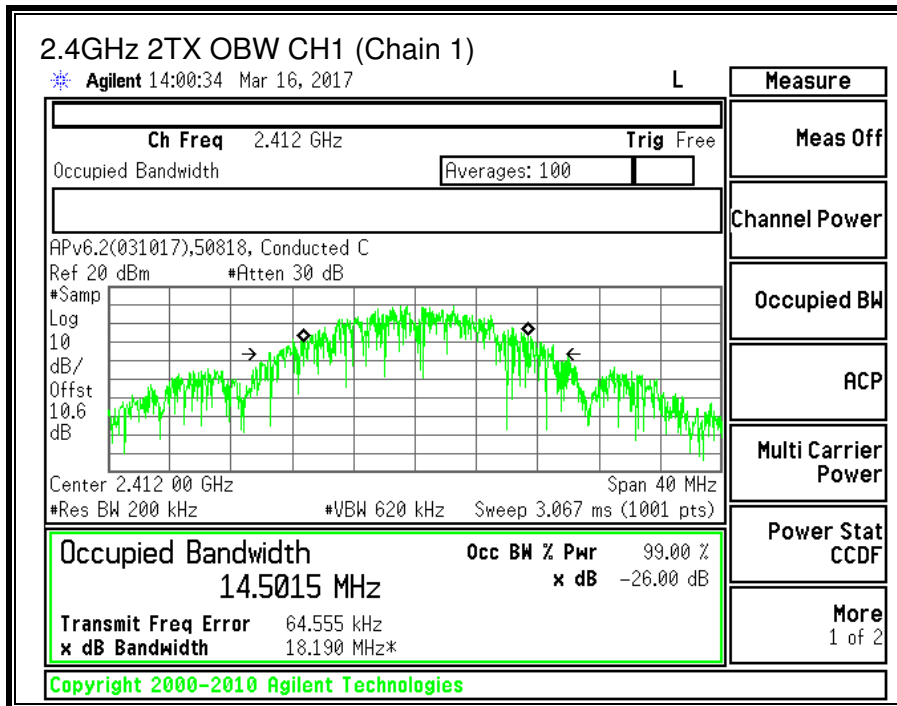 2.4GHz 2TX OBW CH1 (Chain 1)
Agilent 14:00:34 Mar 16, 2017 L
Measure
Ch Freq 2.412 GHz Trig Free
Meas Off
Occupied Bandwidth Averages: 100
Channel Power
APv6.2(031017),50818, Conducted C
Ref 20 dBm #Atten 30 dB
#Samp
Log
10
dB/
Offst
10.6
dB
Occupied BW
ACP
Multi Carrier
Power
Center 2.412 00 GHz Span 40 MHz
#Res BW 200 kHz #VBW 620 kHz Sweep 3.067 ms (1001 pts)
Power Stat
CCDF
Occupied Bandwidth Occ BW % Pwr 99.00 %
14.5015 MHz x dB -26.00 dB
Transmit Freq Error 64.555 kHz
x dB Bandwidth 18.190 MHz*
More
1 of 2
Copyright 2000-2010 Agilent Technologies